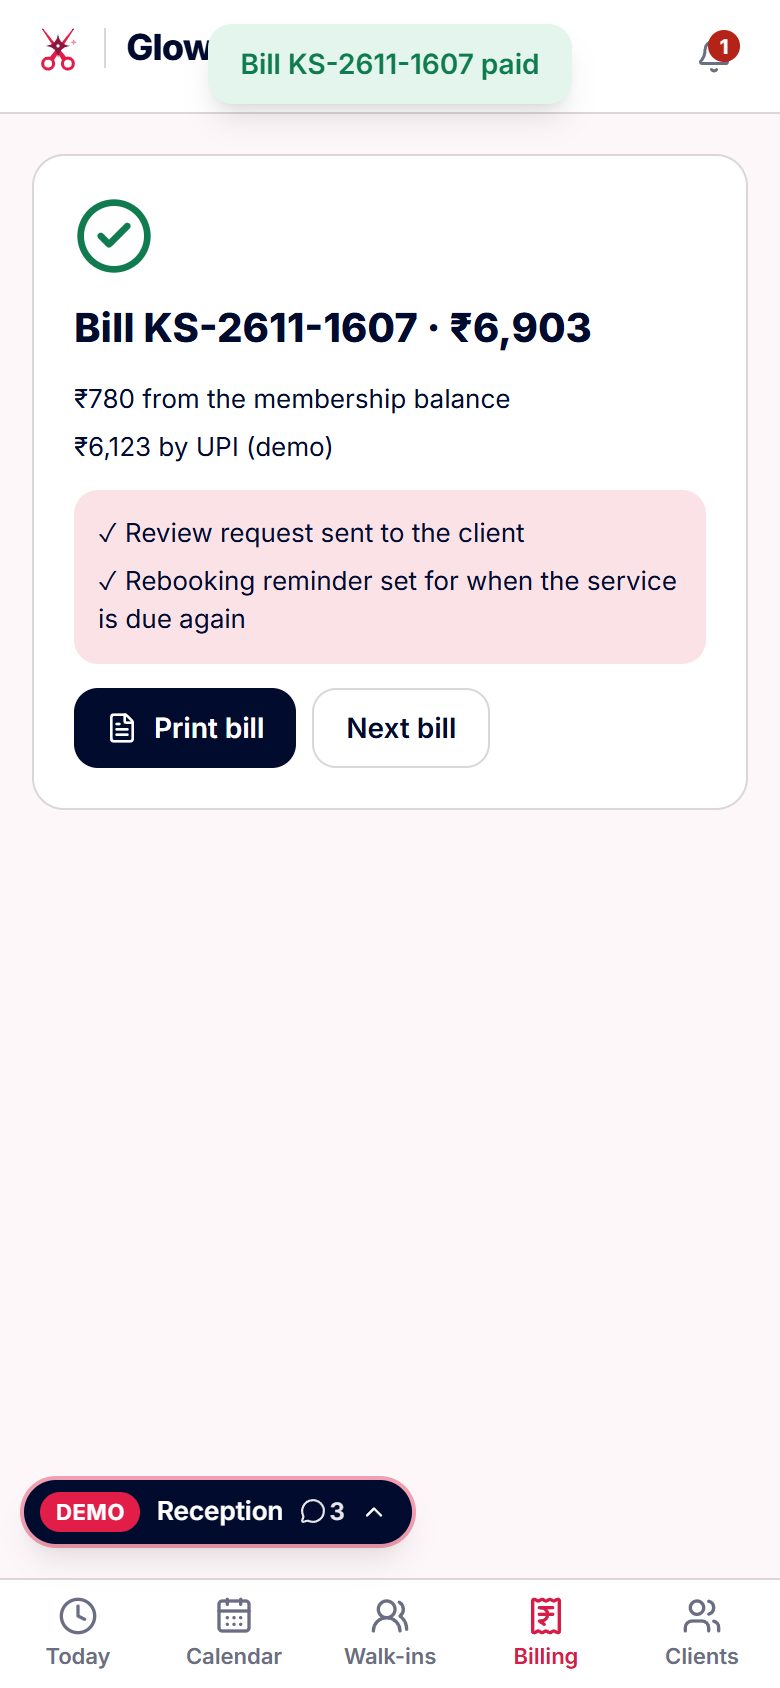 Glow
Bill KS-2611-1607 paid
1
Bill KS-2611-1607 · ₹6,903
₹780 from the membership balance
₹6,123 by UPI (demo)
✓ Review request sent to the client
✓ Rebooking reminder set for when the service
is due again
Print bill
Next bill
DEMO Reception 3
Today
Calendar
Walk-ins
Billing
Clients